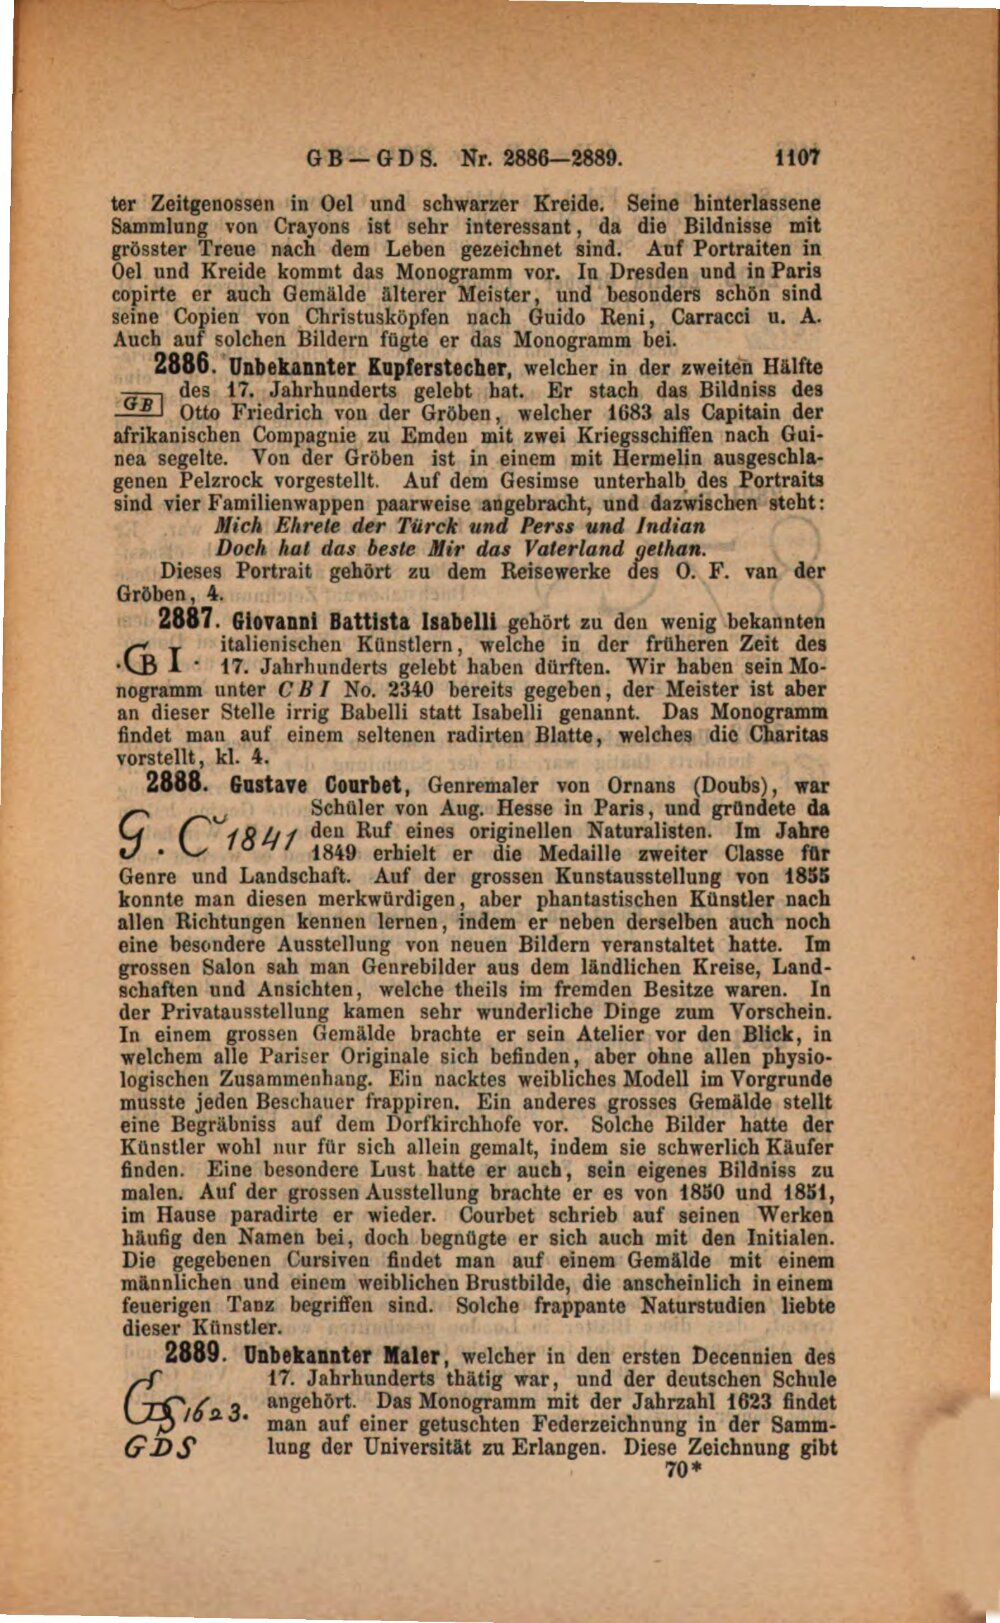 GB—GDS. Nr. 2886—2889. 1107
ter Zeitgenossen in Oel und schwarzer Kreide. Seine hinterlassene
Sammlung von Crayons ist sehr interessant, da die Bildnisse mit
grösster Treue nach dem Leben gezeichnet sind. Auf Portraiten in
Oel und Kreide kommt das Monogramm vor. In Dresden und in Paris
copirte er auch Gemälde älterer Meister, und besonders schön sind
seine Copien von Christusköpfen nach Guido Reni, Carracci u. A.
Auch auf solchen Bildern fügte er das Monogramm bei.
2886. Unbekannter Kupferstecher, welcher in der zweiten Hälfte
des 17. Jahrhunderts gelebt hat. Er stach das Bildniss des
GB Otto Friedrich von der Gröben, welcher 1683 als Capitain der
afrikanischen Compagnie zu Emden mit zwei Kriegsschiffen nach Gui-
nea segelte. Von der Gröben ist in einem mit Hermelin ausgeschla-
genen Pelzrock vorgestellt. Auf dem Gesimse unterhalb des Portraits
sind vier Familienwappen paarweise angebracht, und dazwischen steht:
Mich Ehrete der Türck und Perss und Indian
Doch hat das beste Mir das Vaterland gethan.
Dieses Portrait gehört zu dem Reisewerke des O. F. van der
Gröben, 4.
2887. Giovanni Battista Isabelli gehört zu den wenig bekannten
italienischen Künstlern, welche in der früheren Zeit des
·GB I· 17. Jahrhunderts gelebt haben dürften. Wir haben sein Mo-
nogramm unter CBI No. 2340 bereits gegeben, der Meister ist aber
an dieser Stelle irrig Babelli statt Isabelli genannt. Das Monogramm
findet man auf einem seltenen radirten Blatte, welches die Charitas
vorstellt, kl. 4.
2888. Gustave Courbet, Genremaler von Ornans (Doubs), war
Schüler von Aug. Hesse in Paris, und gründete da
G. C 1841 den Ruf eines originellen Naturalisten. Im Jahre
1849 erhielt er die Medaille zweiter Classe für
Genre und Landschaft. Auf der grossen Kunstausstellung von 1855
konnte man diesen merkwürdigen, aber phantastischen Künstler nach
allen Richtungen kennen lernen, indem er neben derselben auch noch
eine besondere Ausstellung von neuen Bildern veranstaltet hatte. Im
grossen Salon sah man Genrebilder aus dem ländlichen Kreise, Land-
schaften und Ansichten, welche theils im fremden Besitze waren. In
der Privatausstellung kamen sehr wunderliche Dinge zum Vorschein.
In einem grossen Gemälde brachte er sein Atelier vor den Blick, in
welchem alle Pariser Originale sich befinden, aber ohne allen physio-
logischen Zusammenhang. Ein nacktes weibliches Modell im Vorgrunde
musste jeden Beschauer frappiren. Ein anderes grosses Gemälde stellt
eine Begräbniss auf dem Dorfkirchhofe vor. Solche Bilder hatte der
Künstler wohl nur für sich allein gemalt, indem sie schwerlich Käufer
finden. Eine besondere Lust hatte er auch, sein eigenes Bildniss zu
malen. Auf der grossen Ausstellung brachte er es von 1850 und 1851,
im Hause paradirte er wieder. Courbet schrieb auf seinen Werken
häufig den Namen bei, doch begnügte er sich auch mit den Initialen.
Die gegebenen Cursiven findet man auf einem Gemälde mit einem
männlichen und einem weiblichen Brustbilde, die anscheinlich in einem
feuerigen Tanz begriffen sind. Solche frappante Naturstudien liebte
dieser Künstler.
2889. Unbekannter Maler, welcher in den ersten Decennien des
17. Jahrhunderts thätig war, und der deutschen Schule
GDS 1623. angehört. Das Monogramm mit der Jahrzahl 1623 findet
man auf einer getuschten Federzeichnung in der Samm-
GDS lung der Universität zu Erlangen. Diese Zeichnung gibt
70*